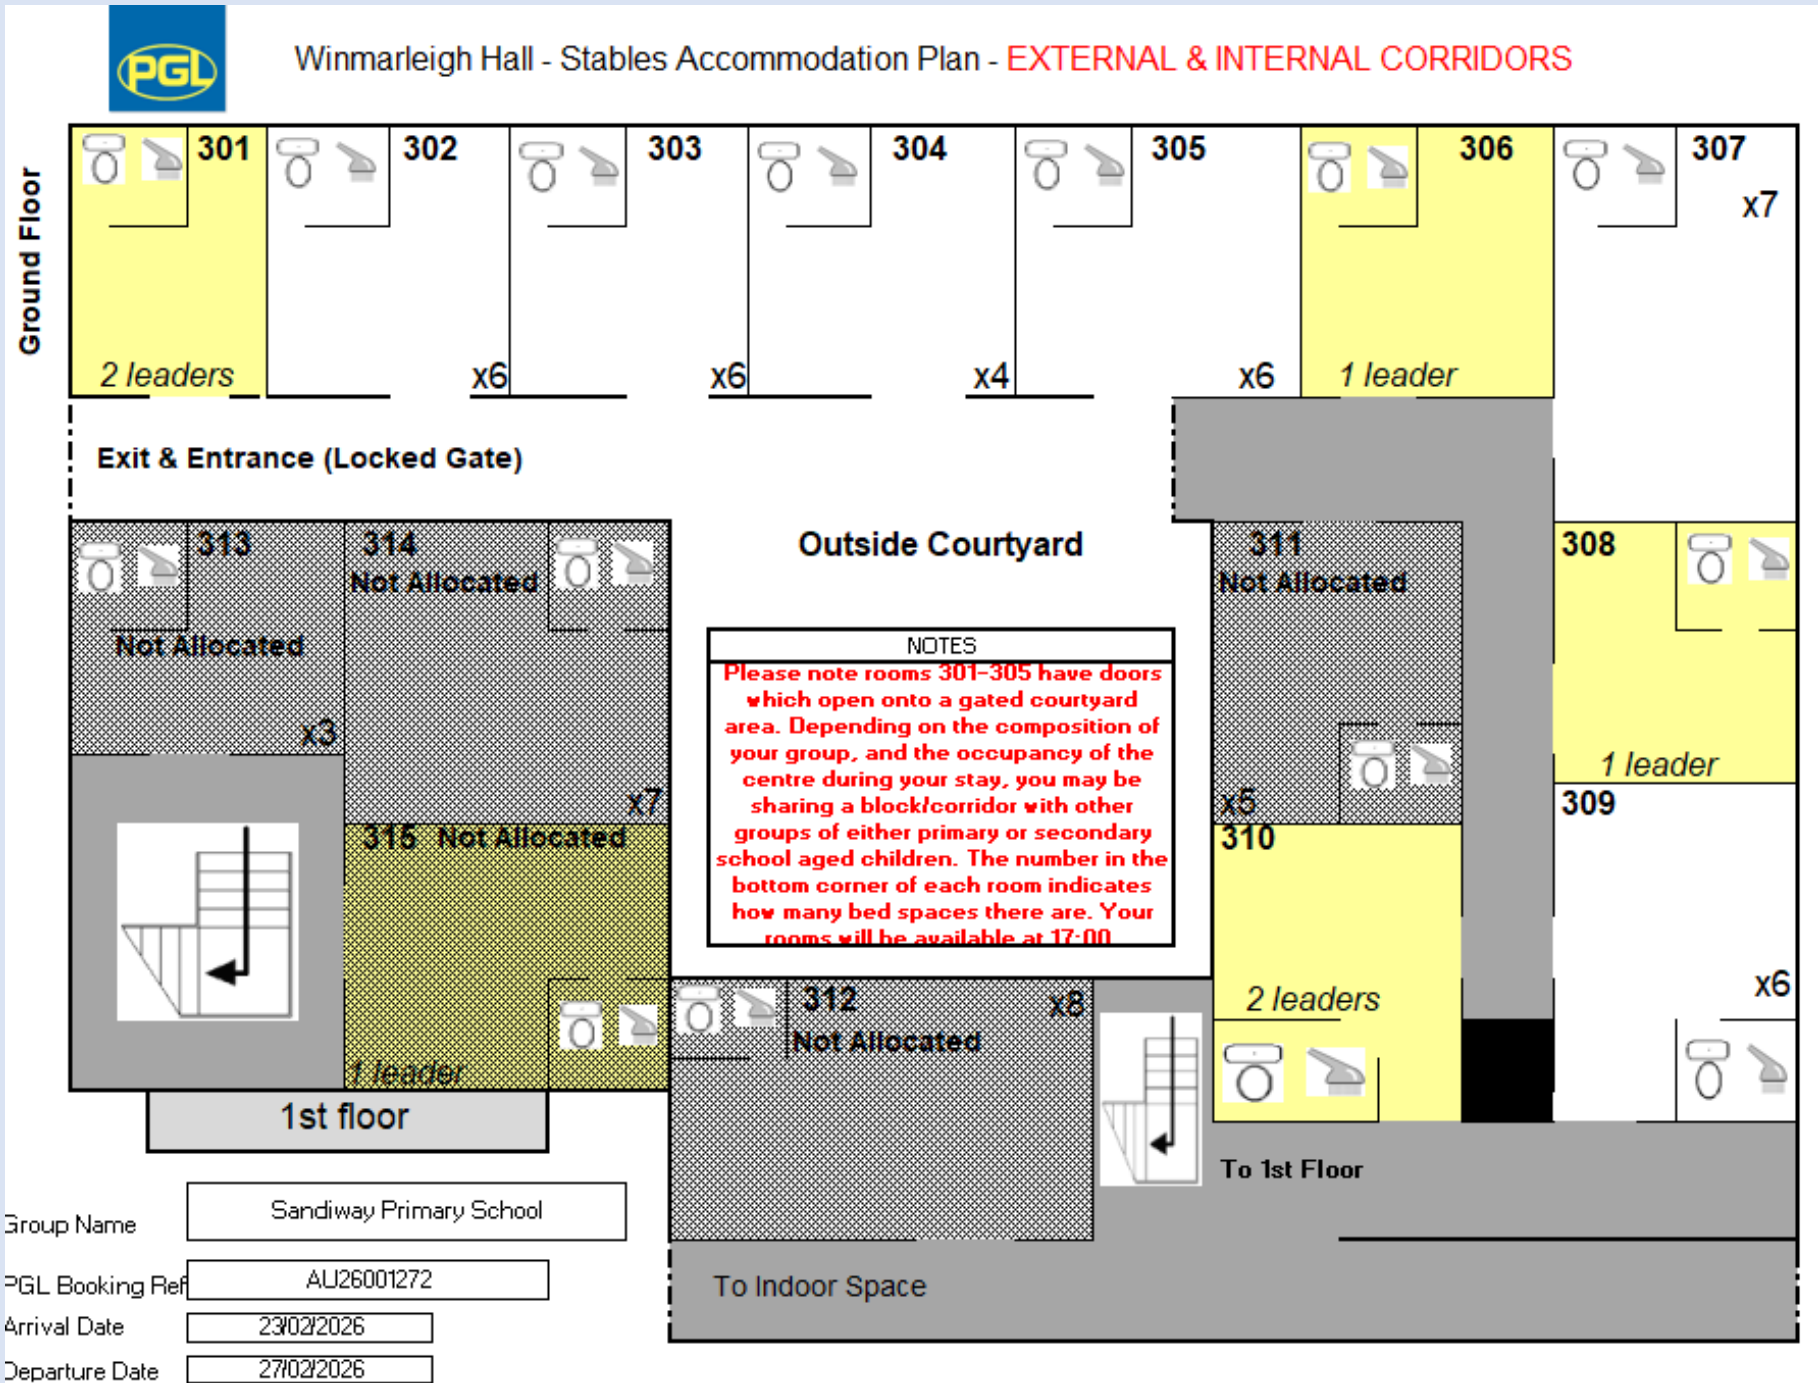 PGL
Winmarleigh Hall - Stables Accommodation Plan - EXTERNAL & INTERNAL CORRIDORS
Ground Floor
301
302
303
304
305
306
307
x7
2 leaders
x6
x6
x4
x6
1 leader
Exit & Entrance (Locked Gate)
313
Not Allocated
x3
314
Not Allocated
x7
Outside Courtyard
311
Not Allocated
x5
308
1 leader
NOTES
Please note rooms 301-305 have doors
which open onto a gated courtyard
area. Depending on the composition of
your group, and the occupancy of the
centre during your stay, you may be
sharing a block/corridor with other
groups of either primary or secondary
school aged children. The number in the
bottom corner of each room indicates
how many bed spaces there are. Your
rooms will be available at 17:00
315 Not Allocated
1 leader
310
2 leaders
309
x6
312
x8
Not Allocated
1st floor
To 1st Floor
To Indoor Space
Group Name
Sandiway Primary School
PGL Booking Ref
AU26001272
Arrival Date
23/02/2026
Departure Date
27/02/2026